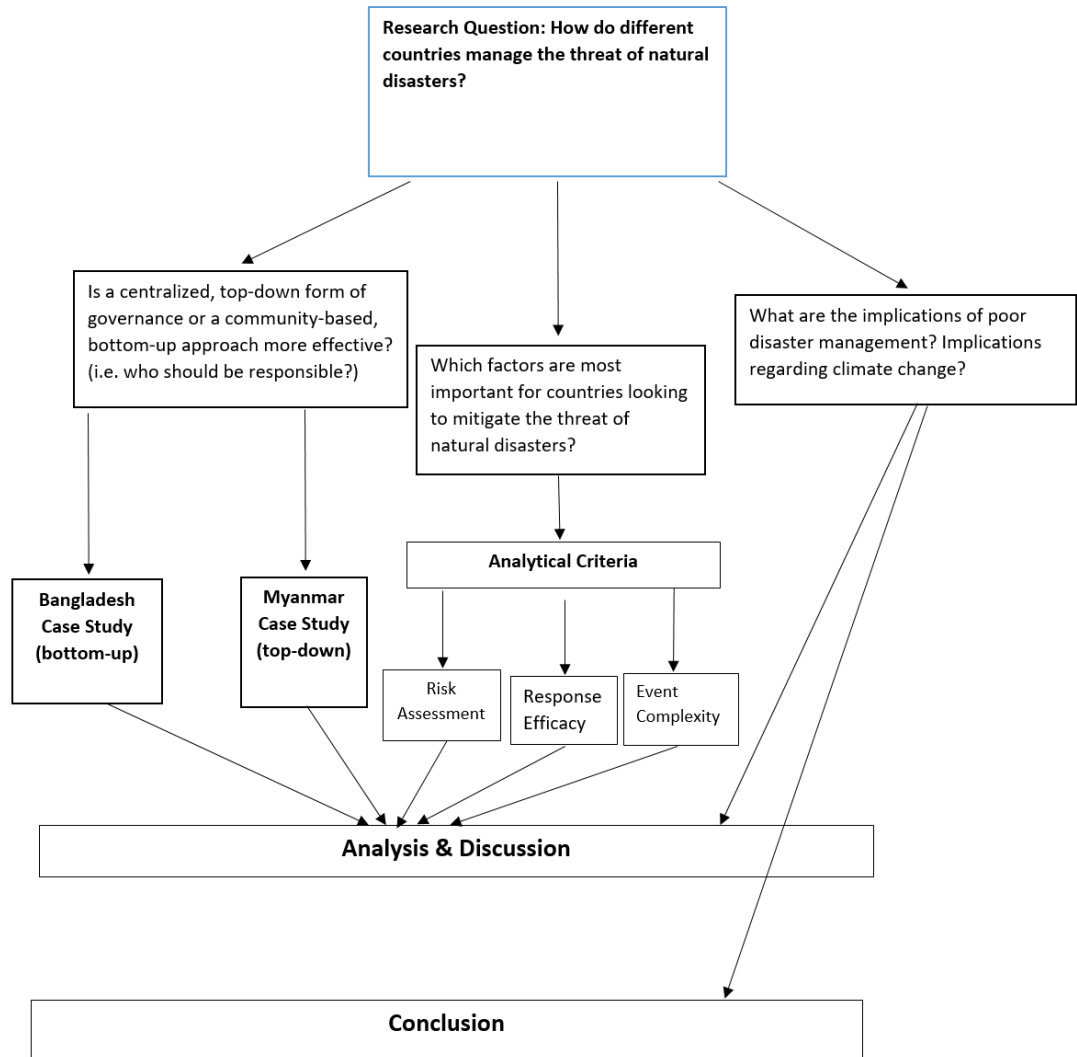 Research Question: How do different
countries manage the threat of natural
disasters?
Is a centralized, top-down form of
governance or a community-based,
bottom-up approach more effective?
(i.e. who should be responsible?)
Which factors are most
important for countries looking
to mitigate the threat of
natural disasters?
What are the implications of poor
disaster management? Implications
regarding climate change?
Analytical Criteria
Bangladesh
Case Study
(bottom-up)
Myanmar
Case Study
(top-down)
Risk
Assessment
Response
Efficacy
Event
Complexity
Analysis & Discussion
Conclusion